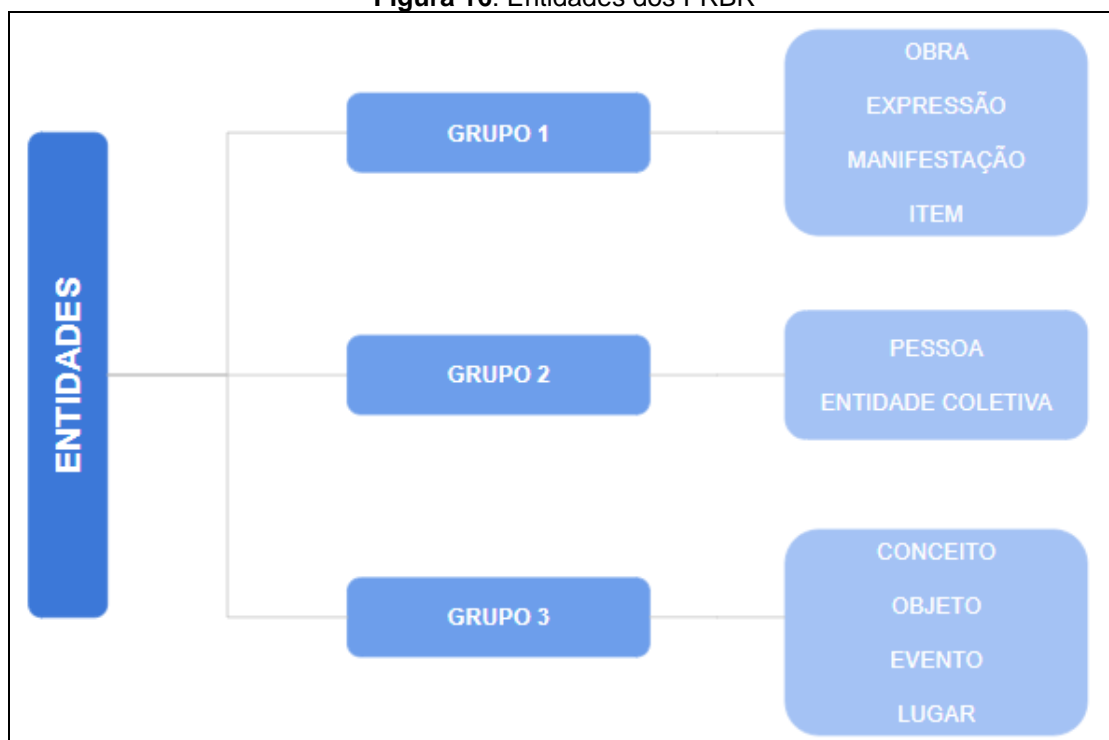 Figura 16. Entidades dos FRBR
ENTIDADES
GRUPO 1
OBRA
EXPRESSÃO
MANIFESTAÇÃO
ITEM
GRUPO 2
PESSOA
ENTIDADE COLETIVA
GRUPO 3
CONCEITO
OBJETO
EVENTO
LUGAR